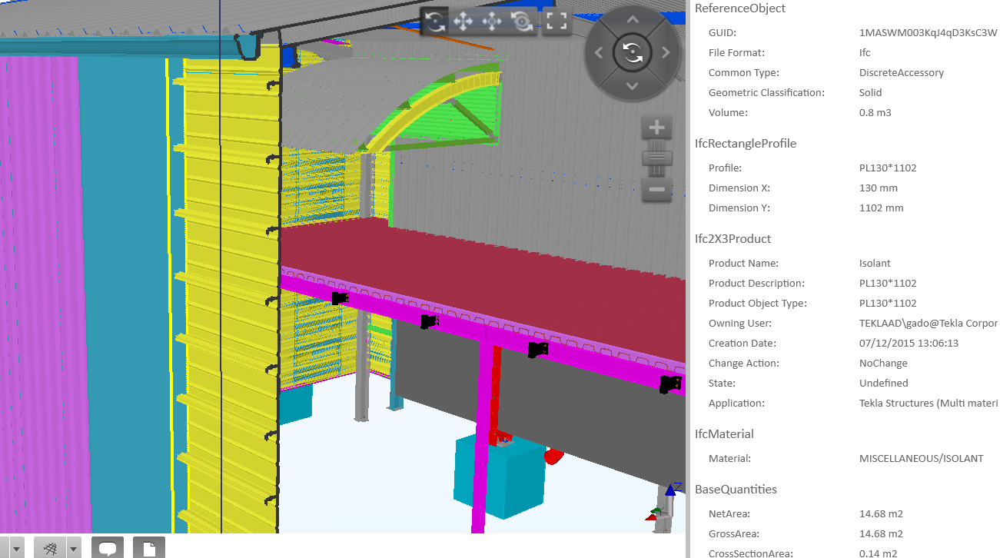 ReferenceObject
GUID: 1MASWM003KqJ4qD3KsC3W
File Format: Ifc
Common Type: DiscreteAccessory
Geometric Classification: Solid
Volume: 0.8 m3
IfcRectangleProfile
Profile: PL130*1102
Dimension X: 130 mm
Dimension Y: 1102 mm
Ifc2X3Product
Product Name: Isolant
Product Description: PL130*1102
Product Object Type: PL130*1102
Owning User: TEKLAAD\gado@Tekla Corpor
Creation Date: 07/12/2015 13:06:13
Change Action: NoChange
State: Undefined
Application: Tekla Structures (Multi materi
IfcMaterial
Material: MISCELLANEOUS/ISOLANT
BaseQuantities
NetArea: 14.68 m2
GrossArea: 14.68 m2
CrossSectionArea: 0.14 m2
Z